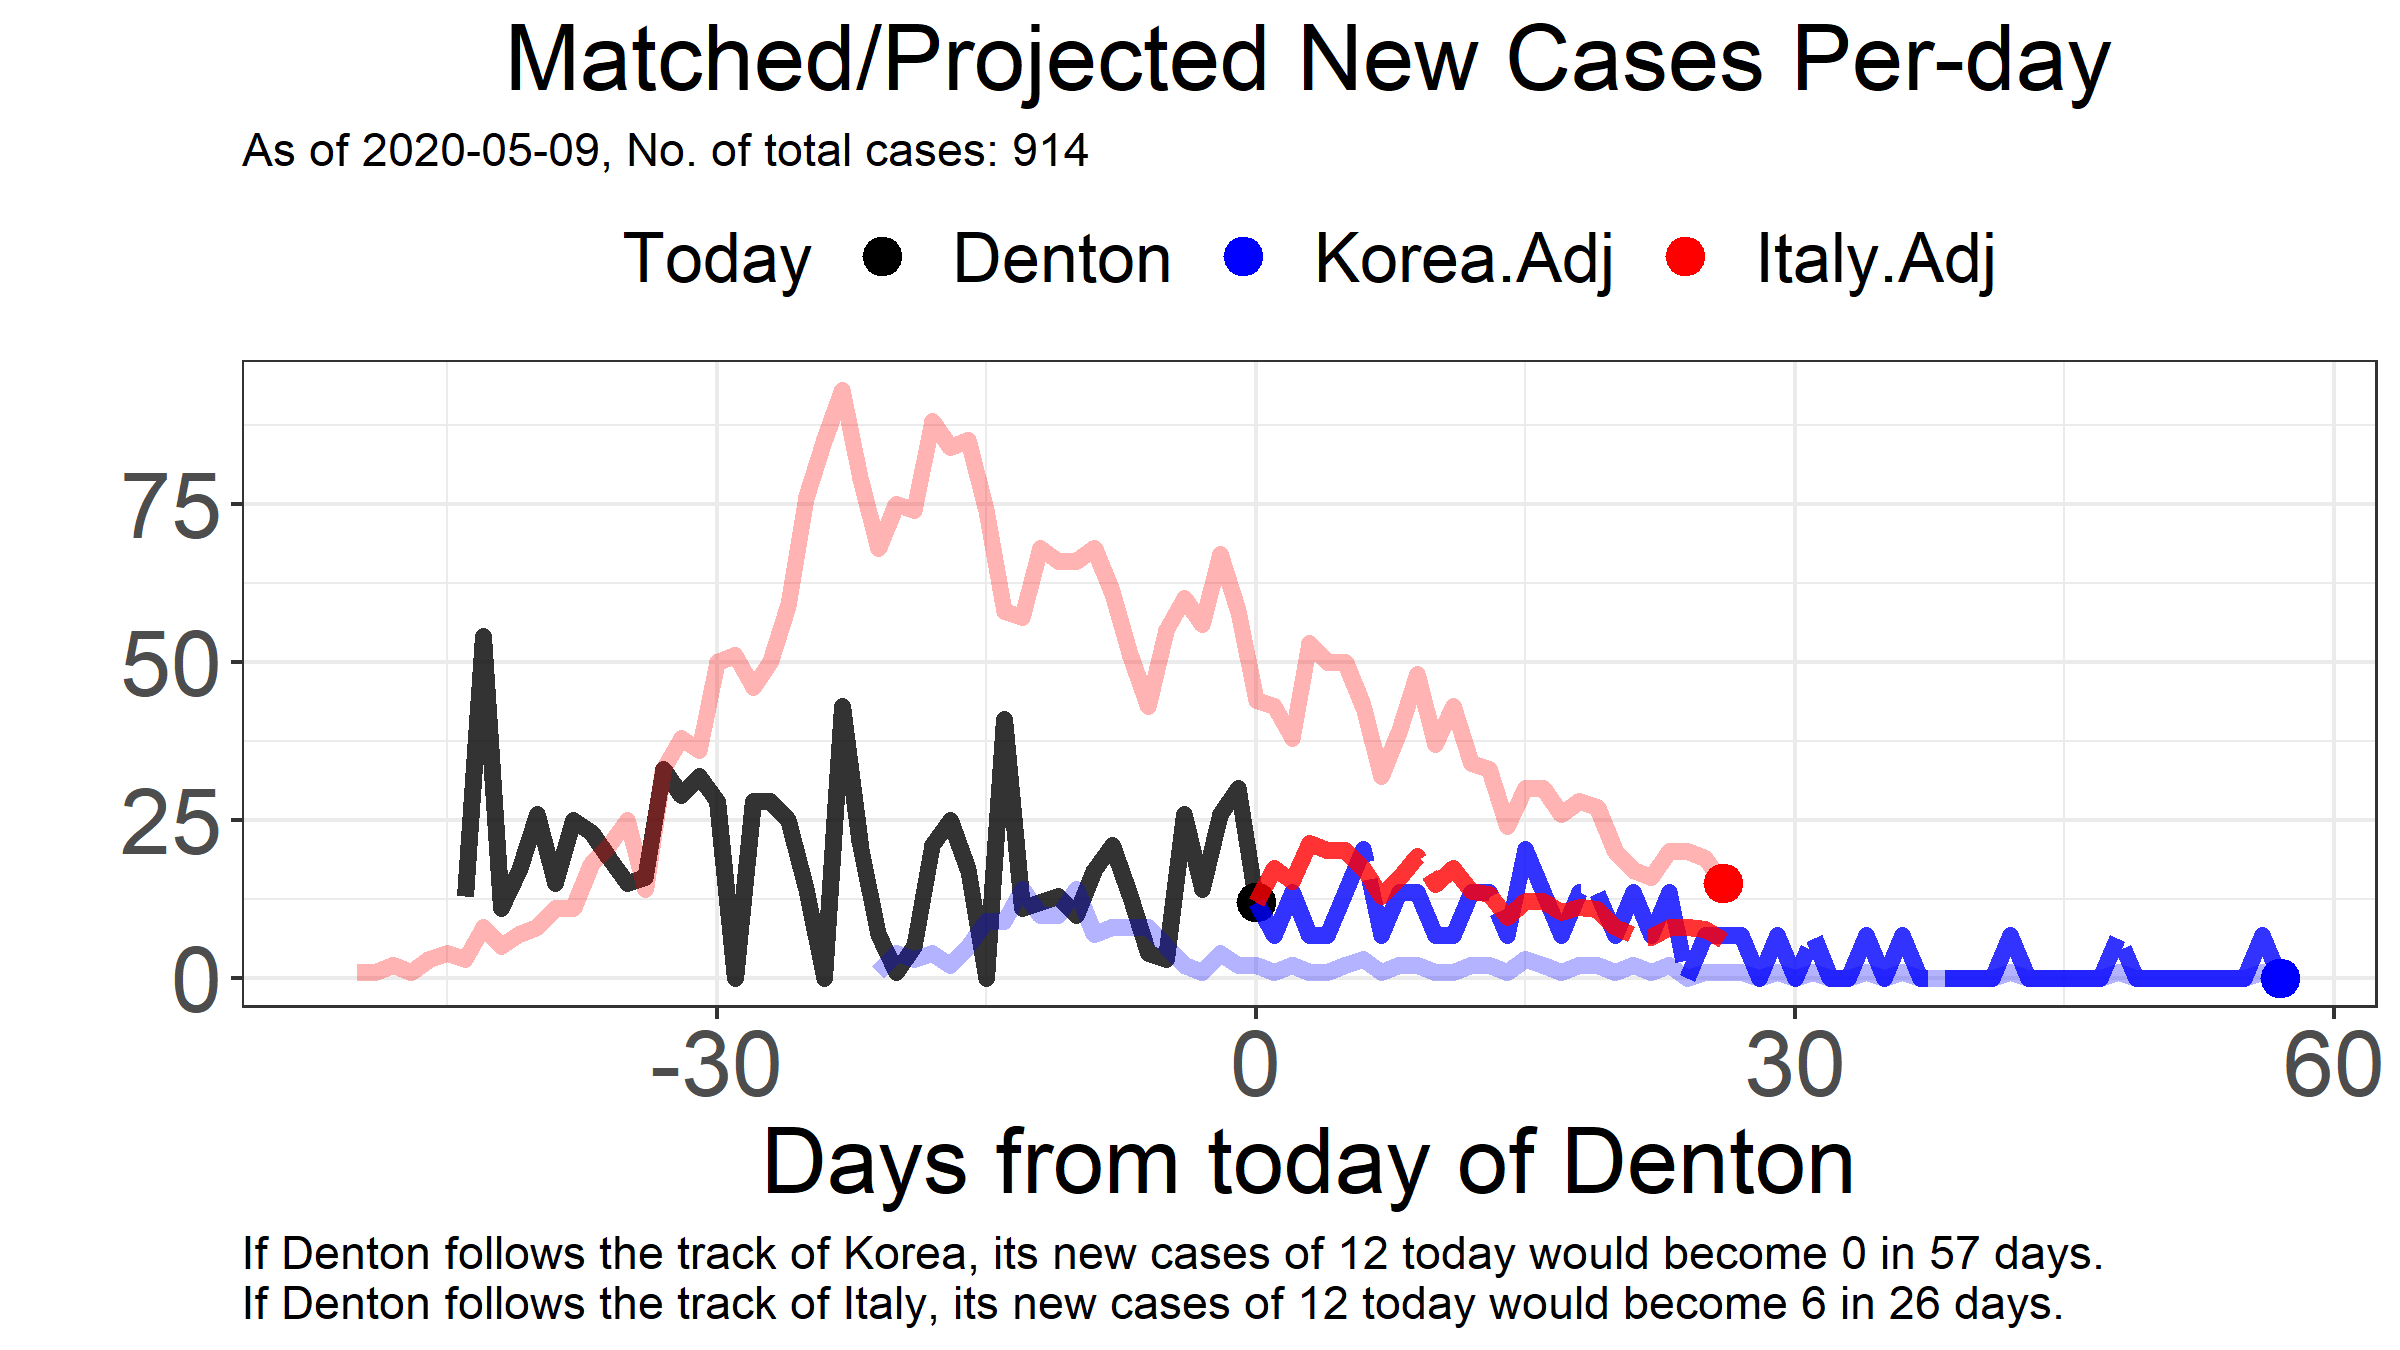 Matched/Projected New Cases Per-day
As of 2020-05-09, No. of total cases: 914
Today Denton Korea.Adj Italy.Adj
75
50
25
0
-30 0 30 60
Days from today of Denton
If Denton follows the track of Korea, its new cases of 12 today would become 0 in 57 days.
If Denton follows the track of Italy, its new cases of 12 today would become 6 in 26 days.